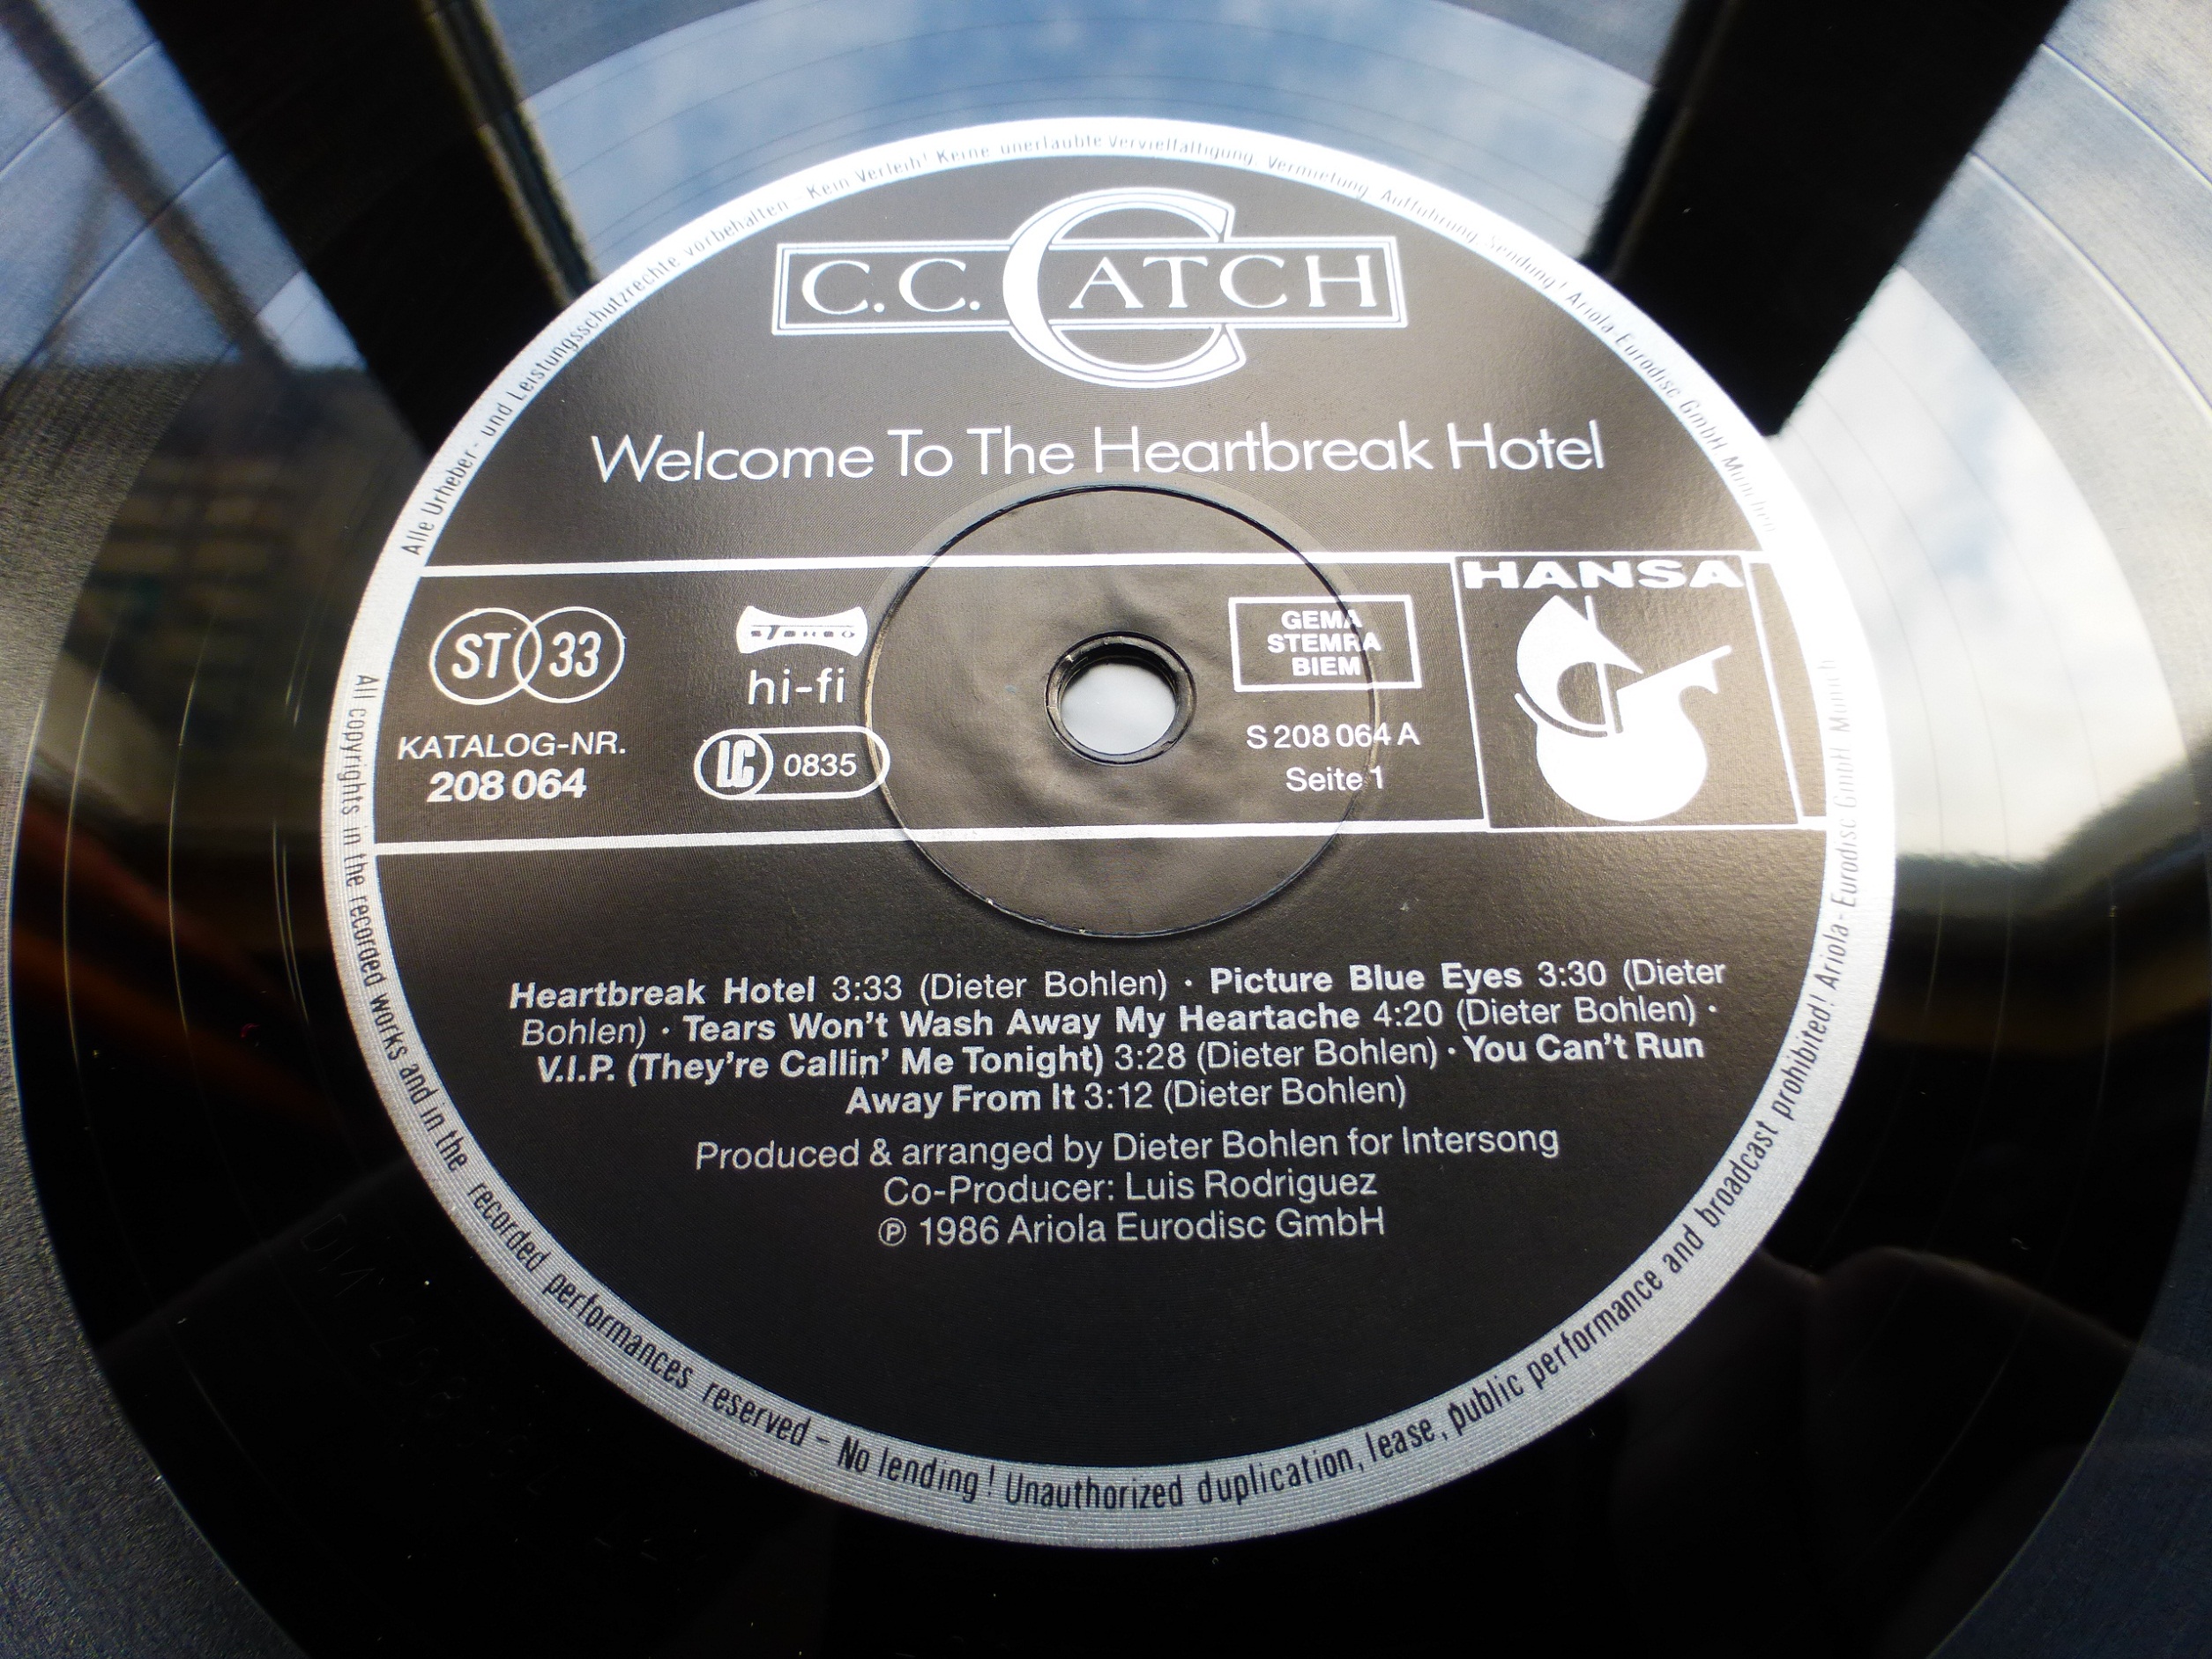 Alle Urheber- und Leistungsschutzrechte vorbehalten - Kein Verleih! Keine unerlaubte Vervielfältigung, Vermietung, Aufführung, Sendung! Ariola-Eurodisc GmbH München
C.C. CATCH
Welcome To The Heartbreak Hotel
ST 33
STEREO
hi-fi
KATALOG-NR.
208 064
LC 0835
GEMA
STEMRA
BIEM
S 208 064 A
Seite 1
HANSA
Heartbreak Hotel 3:33 (Dieter Bohlen) · Picture Blue Eyes 3:30 (Dieter
Bohlen) · Tears Won't Wash Away My Heartache 4:20 (Dieter Bohlen) ·
V.I.P. (They're Callin' Me Tonight) 3:28 (Dieter Bohlen) · You Can't Run
Away From It 3:12 (Dieter Bohlen)
Produced & arranged by Dieter Bohlen for Intersong
Co-Producer: Luis Rodriguez
℗ 1986 Ariola Eurodisc GmbH
All copyrights in the recorded works and in the recorded performances reserved – No lending! Unauthorized duplication, lease, public performance and broadcast prohibited! Ariola-Eurodisc GmbH Munich